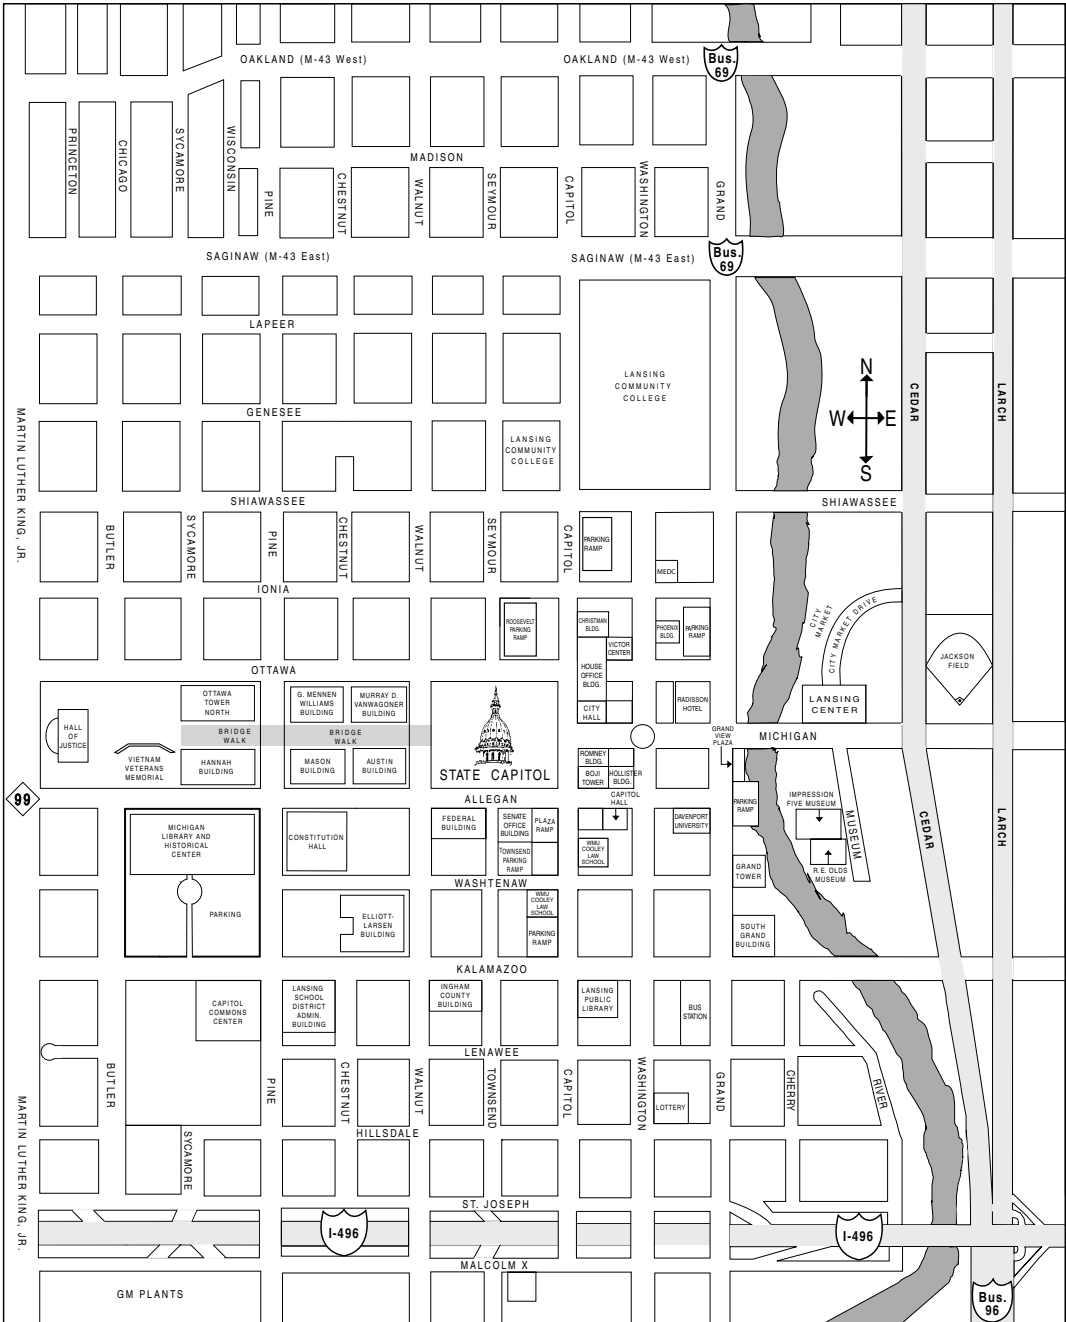 OAKLAND (M-43 West)
OAKLAND (M-43 West)
Bus.
69
PRINCETON
CHICAGO
SYCAMORE
WISCONSIN
MADISON
PINE
CHESTNUT
WALNUT
SEYMOUR
CAPITOL
WASHINGTON
GRAND
SAGINAW (M-43 East)
SAGINAW (M-43 East)
Bus.
69
LAPEER
LANSING
COMMUNITY
COLLEGE
N
W
E
S
CEDAR
LARCH
MARTIN LUTHER KING, JR.
GENESEE
LANSING
COMMUNITY
COLLEGE
SHIAWASSEE
SHIAWASSEE
BUTLER
SYCAMORE
PINE
CHESTNUT
WALNUT
SEYMOUR
CAPITOL
PARKING
RAMP
MEDC
IONIA
ROOSEVELT
PARKING
RAMP
CHRISTMAN
BLDG.
VICTOR
CENTER
PHOENIX
BLDG.
PARKING
RAMP
CITY
MARKET
CITY MARKET DRIVE
JACKSON
FIELD
OTTAWA
HOUSE
OFFICE
BLDG.
CITY
HALL
RADISSON
HOTEL
LANSING
CENTER
OTTAWA
TOWER
NORTH
G. MENNEN
WILLIAMS
BUILDING
MURRAY D.
VANWAGONER
BUILDING
HALL
OF
JUSTICE
BRIDGE
WALK
BRIDGE
WALK
GRAND
VIEW
PLAZA
MICHIGAN
VIETNAM
VETERANS
MEMORIAL
HANNAH
BUILDING
MASON
BUILDING
AUSTIN
BUILDING
STATE CAPITOL
ROMNEY
BLDG.
BOJI
TOWER
HOLLISTER
BLDG.
99
ALLEGAN
CAPITOL
HALL
PARKING
RAMP
IMPRESSION
FIVE MUSEUM
MUSEUM
CEDAR
LARCH
MICHIGAN
LIBRARY AND
HISTORICAL
CENTER
CONSTITUTION
HALL
FEDERAL
BUILDING
SENATE
OFFICE
BUILDING
PLAZA
RAMP
TOWNSEND
PARKING
RAMP
WMU
COOLEY
LAW
SCHOOL
DAVENPORT
UNIVERSITY
GRAND
TOWER
R.E. OLDS
MUSEUM
WASHTENAW
PARKING
ELLIOTT-
LARSEN
BUILDING
WMU
COOLEY
LAW
SCHOOL
PARKING
RAMP
SOUTH
GRAND
BUILDING
KALAMAZOO
CAPITOL
COMMONS
CENTER
LANSING
SCHOOL
DISTRICT
ADMIN.
BUILDING
INGHAM
COUNTY
BUILDING
LANSING
PUBLIC
LIBRARY
BUS
STATION
LENAWEE
BUTLER
PINE
CHESTNUT
WALNUT
TOWNSEND
CAPITOL
WASHINGTON
LOTTERY
GRAND
CHERRY
RIVER
MARTIN LUTHER KING, JR.
SYCAMORE
HILLSDALE
ST. JOSEPH
I-496
I-496
MALCOLM X
GM PLANTS
Bus.
96